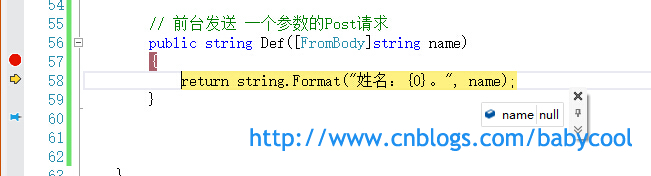 54
55 // 前台发送 一个参数的Post请求
56 public string Def([FromBody]string name)
57 {
58 return string.Format("姓名: {0}。", name);
59 }
60 name null
61 http://www.cnblogs.com/babycool
62 }